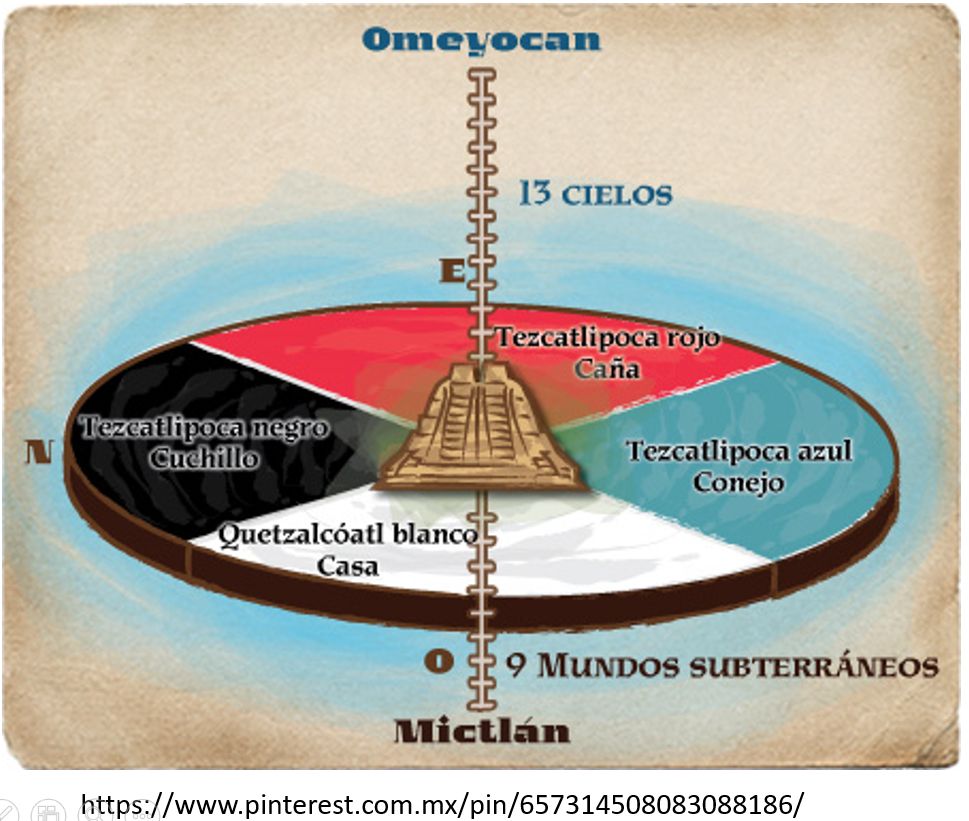 Omeyocan
13 CIELOS
E
Tezcatlipoca rojo
Caña
N
Tezcatlipoca negro
Cuchillo
Tezcatlipoca azul
Conejo
Quetzalcóatl blanco
Casa
O
9 MUNDOS SUBTERRÁNEOS
Mictlán
https://www.pinterest.com.mx/pin/657314508083088186/